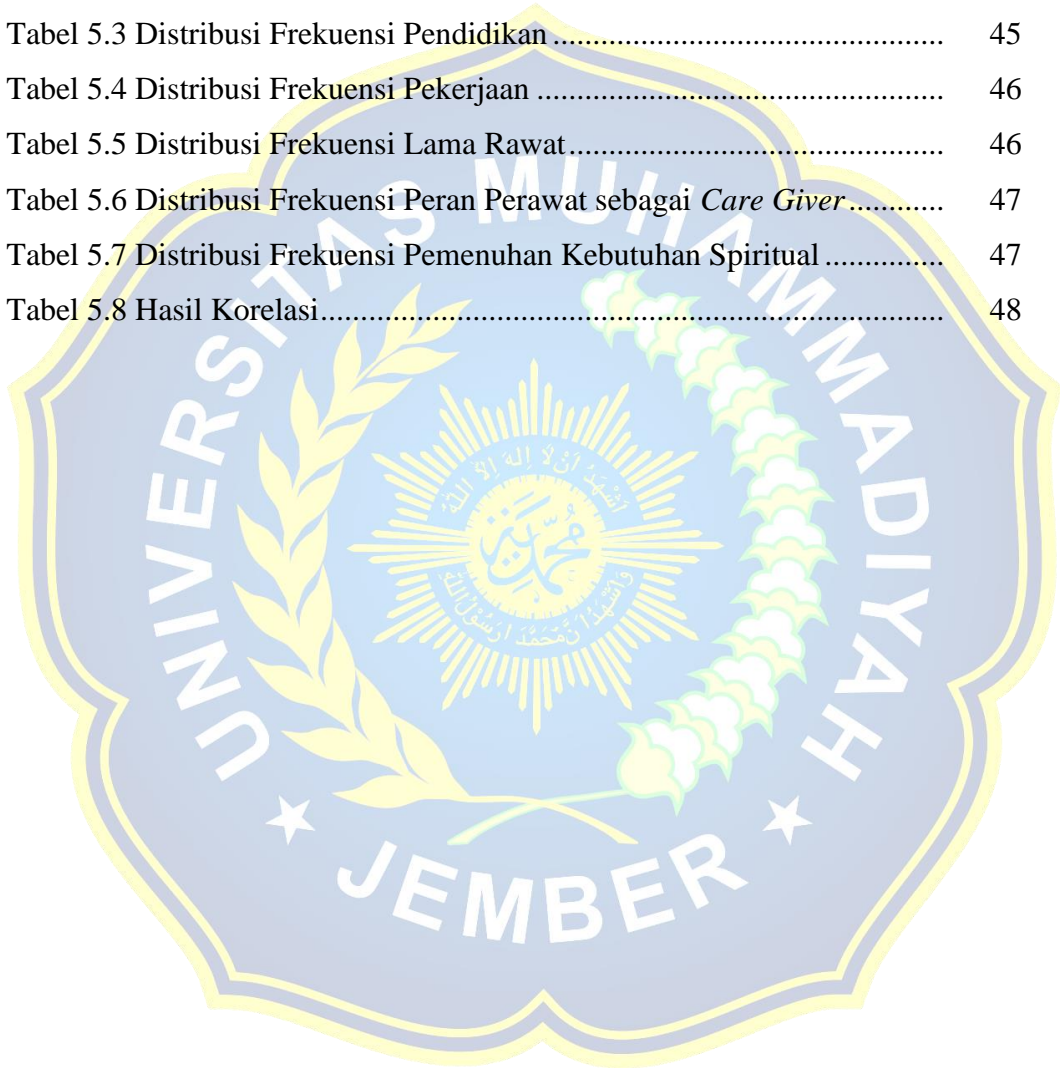 Tabel 5.3 Distribusi Frekuensi Pendidikan ................................................. 45
Tabel 5.4 Distribusi Frekuensi Pekerjaan ................................................... 46
Tabel 5.5 Distribusi Frekuensi Lama Rawat ............................................... 46
Tabel 5.6 Distribusi Frekuensi Peran Perawat sebagai Care Giver ............ 47
Tabel 5.7 Distribusi Frekuensi Pemenuhan Kebutuhan Spiritual ............... 47
Tabel 5.8 Hasil Korelasi .............................................................................. 48
UNIVERSITAS MUHAMMADIYAH
JEMBER
أَشْهَدُ أَنْ لَا إِلٰهَ إِلَّا اللهُ
مُحَمَّدِيَّة
وَأَشْهَدُ أَنَّ مُحَمَّدًا رَسُوْلُ اللهِ